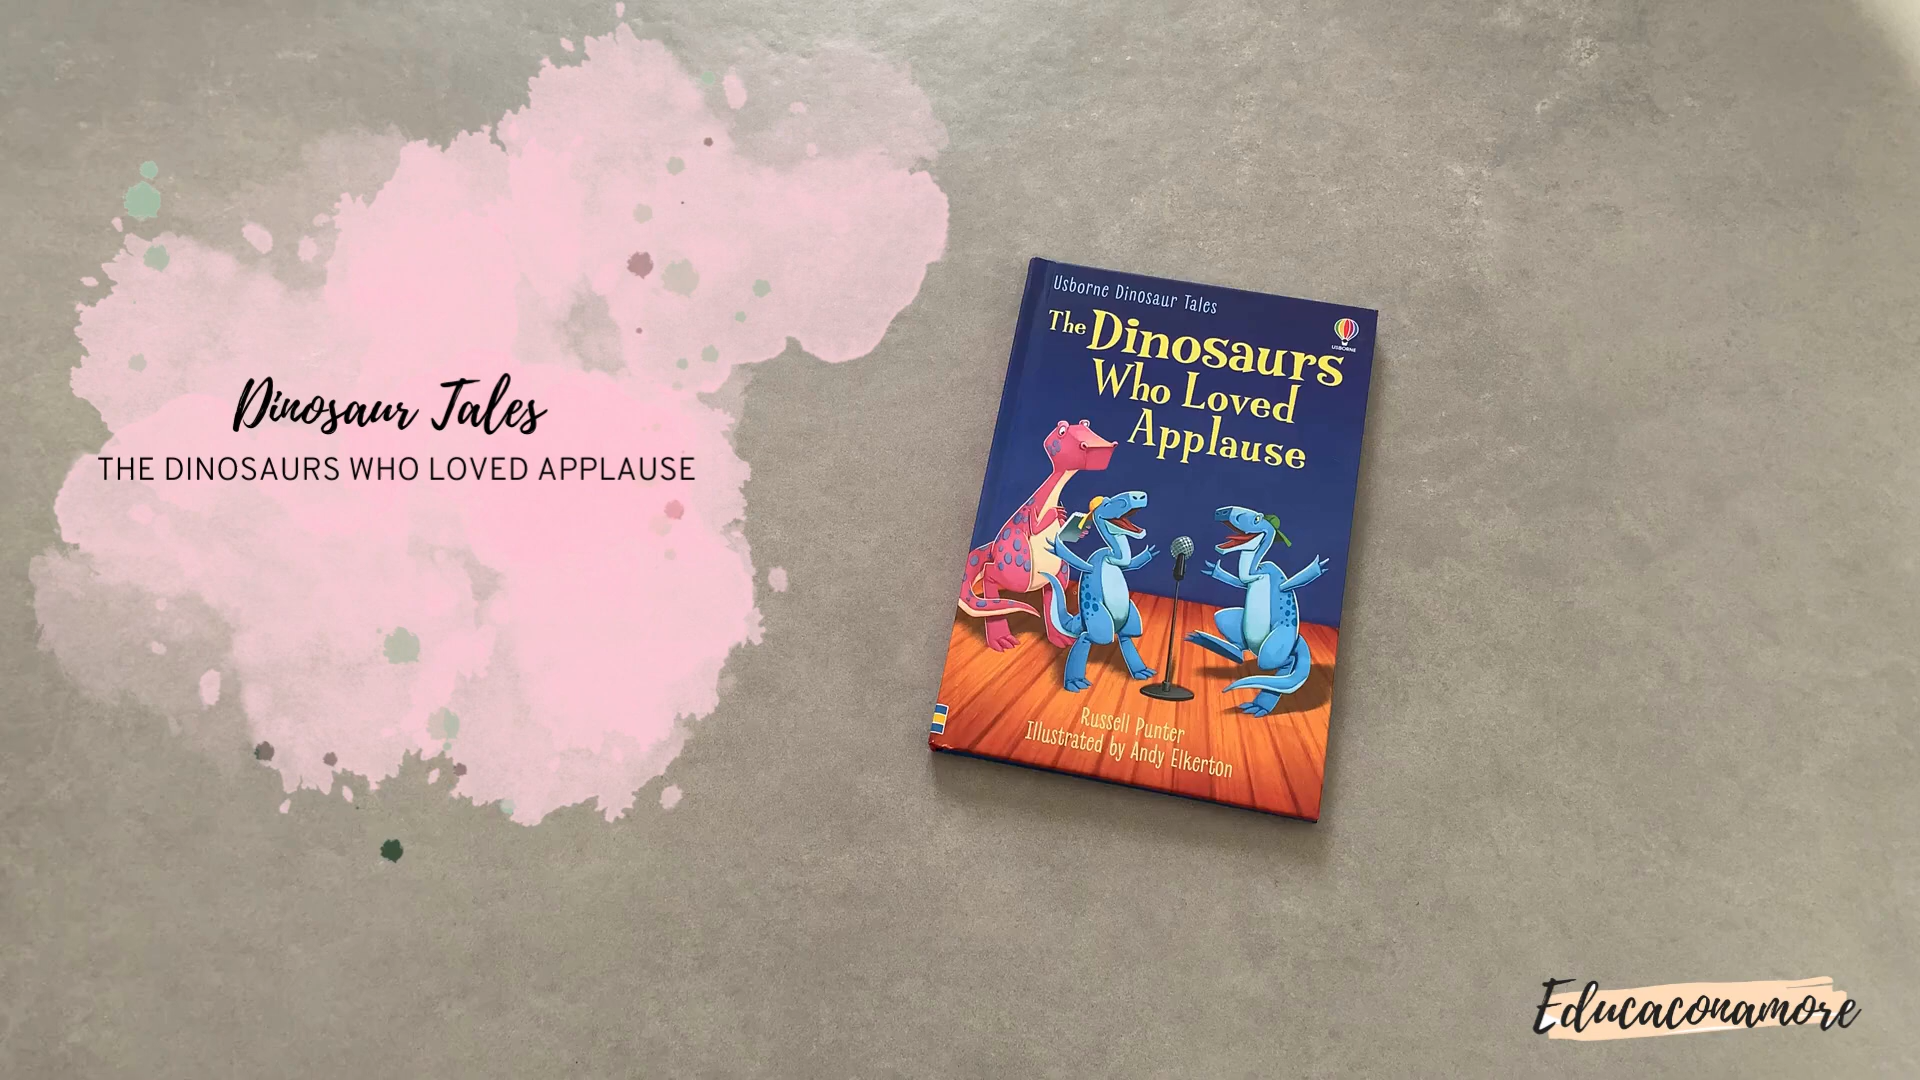 Dinosaur Tales
THE DINOSAURS WHO LOVED APPLAUSE
Usborne Dinosaur Tales
USBORNE
The Dinosaurs
Who Loved
Applause
Russell Punter
Illustrated by Andy Elkerton
Educaconamore